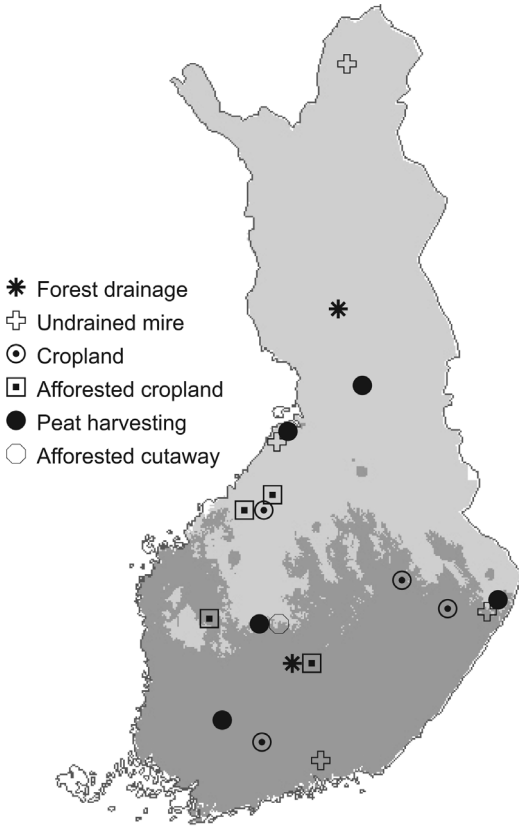 Forest drainage
Undrained mire
Cropland
Afforested cropland
Peat harvesting
Afforested cutaway